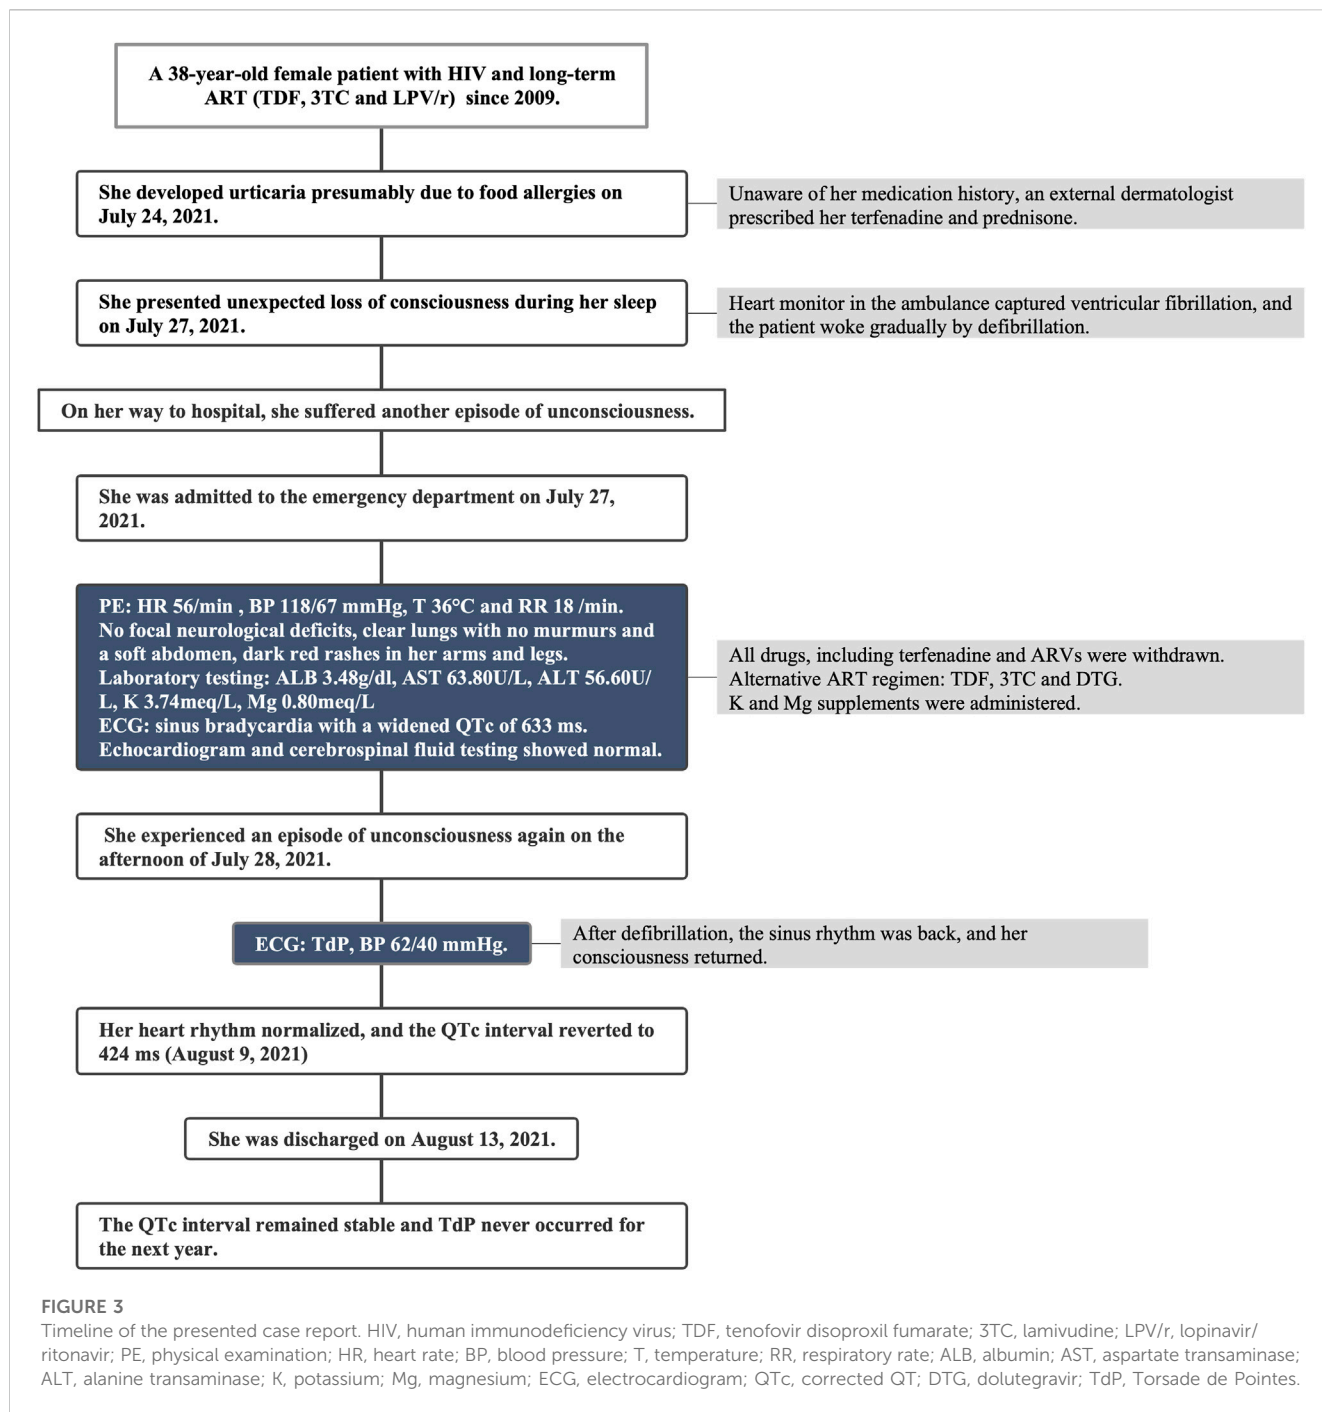 A 38-year-old female patient with HIV and long-term
ART (TDF, 3TC and LPV/r) since 2009.
She developed urticaria presumably due to food allergies on
July 24, 2021.
Unaware of her medication history, an external dermatologist
prescribed her terfenadine and prednisone.
She presented unexpected loss of consciousness during her sleep
on July 27, 2021.
Heart monitor in the ambulance captured ventricular fibrillation, and
the patient woke gradually by defibrillation.
On her way to hospital, she suffered another episode of unconsciousness.
She was admitted to the emergency department on July 27,
2021.
PE: HR 56/min , BP 118/67 mmHg, T 36°C and RR 18 /min.
No focal neurological deficits, clear lungs with no murmurs and
a soft abdomen, dark red rashes in her arms and legs.
Laboratory testing: ALB 3.48g/dl, AST 63.80U/L, ALT 56.60U/
L, K 3.74meq/L, Mg 0.80meq/L
ECG: sinus bradycardia with a widened QTc of 633 ms.
Echocardiogram and cerebrospinal fluid testing showed normal.
All drugs, including terfenadine and ARVs were withdrawn.
Alternative ART regimen: TDF, 3TC and DTG.
K and Mg supplements were administered.
She experienced an episode of unconsciousness again on the
afternoon of July 28, 2021.
ECG: TdP, BP 62/40 mmHg.
After defibrillation, the sinus rhythm was back, and her
consciousness returned.
Her heart rhythm normalized, and the QTc interval reverted to
424 ms (August 9, 2021)
She was discharged on August 13, 2021.
The QTc interval remained stable and TdP never occurred for
the next year.
FIGURE 3
Timeline of the presented case report. HIV, human immunodeficiency virus; TDF, tenofovir disoproxil fumarate; 3TC, lamivudine; LPV/r, lopinavir/
ritonavir; PE, physical examination; HR, heart rate; BP, blood pressure; T, temperature; RR, respiratory rate; ALB, albumin; AST, aspartate transaminase;
ALT, alanine transaminase; K, potassium; Mg, magnesium; ECG, electrocardiogram; QTc, corrected QT; DTG, dolutegravir; TdP, Torsade de Pointes.